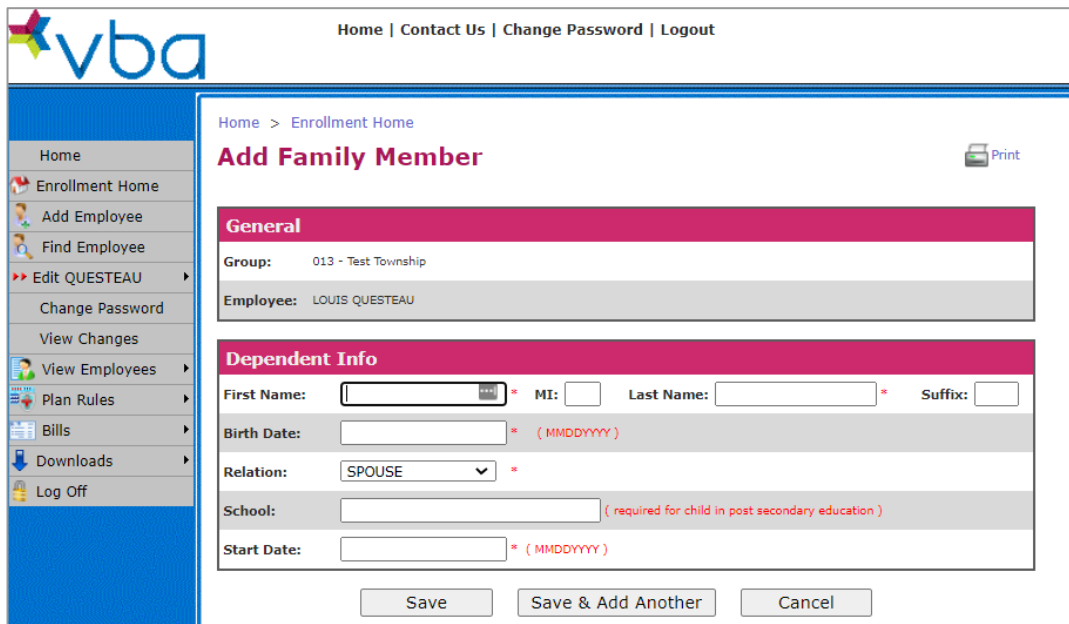 vba
Home | Contact Us | Change Password | Logout
Home > Enrollment Home
Add Family Member
Print
Home
Enrollment Home
Add Employee
Find Employee
Edit QUESTEAU
Change Password
View Changes
View Employees
Plan Rules
Bills
Downloads
Log Off
General
Group: 013 - Test Township
Employee: LOUIS QUESTEAU
Dependent Info
First Name: * MI: Last Name: * Suffix:
Birth Date: * ( MMDDYYYY )
Relation: SPOUSE *
School: ( required for child in post secondary education )
Start Date: * ( MMDDYYYY )
Save Save & Add Another Cancel